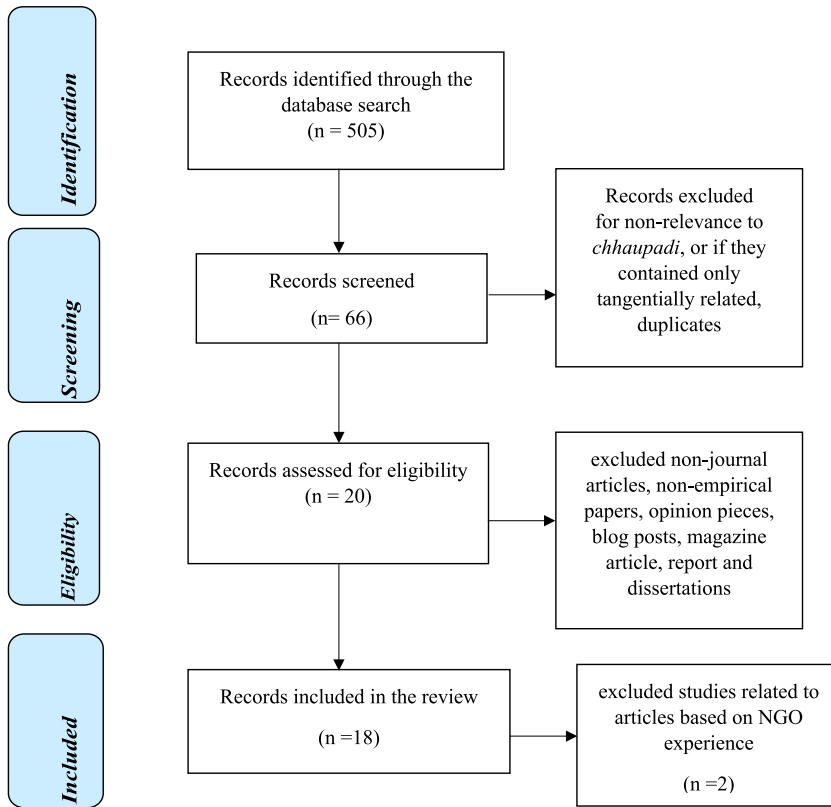 Identification
Records identified through the
database search
(n = 505)
Screening
Records screened
(n= 66)
Records excluded
for non-relevance to
chhaupadi, or if they
contained only
tangentially related,
duplicates
Eligibility
Records assessed for eligibility
(n = 20)
excluded non-journal
articles, non-empirical
papers, opinion pieces,
blog posts, magazine
article, report and
dissertations
Included
Records included in the review
(n =18)
excluded studies related to
articles based on NGO
experience
(n =2)